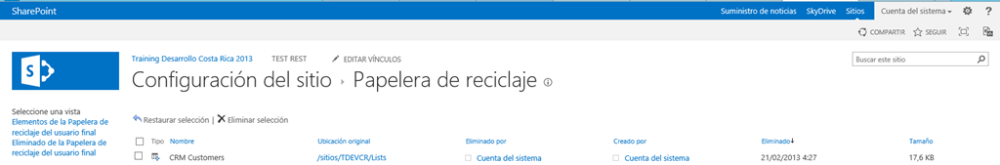 SharePoint
Suministro de noticias SkyDrive Sitios Cuenta del sistema ?
COMPARTIR SEGUIR
Training Desarrollo Costa Rica 2013 TEST REST EDITAR VÍNCULOS
Configuración del sitio › Papelera de reciclaje
Buscar este sitio
Seleccione una vista
Elementos de la Papelera de
reciclaje del usuario final
Eliminado de la Papelera de
reciclaje del usuario final
Restaurar selección | Eliminar selección
Tipo Nombre Ubicación original Eliminado por Creado por Eliminado↓ Tamaño
CRM Customers /sitios/TDEVCR/Lists Cuenta del sistema Cuenta del sistema 21/02/2013 4:27 17,6 KB